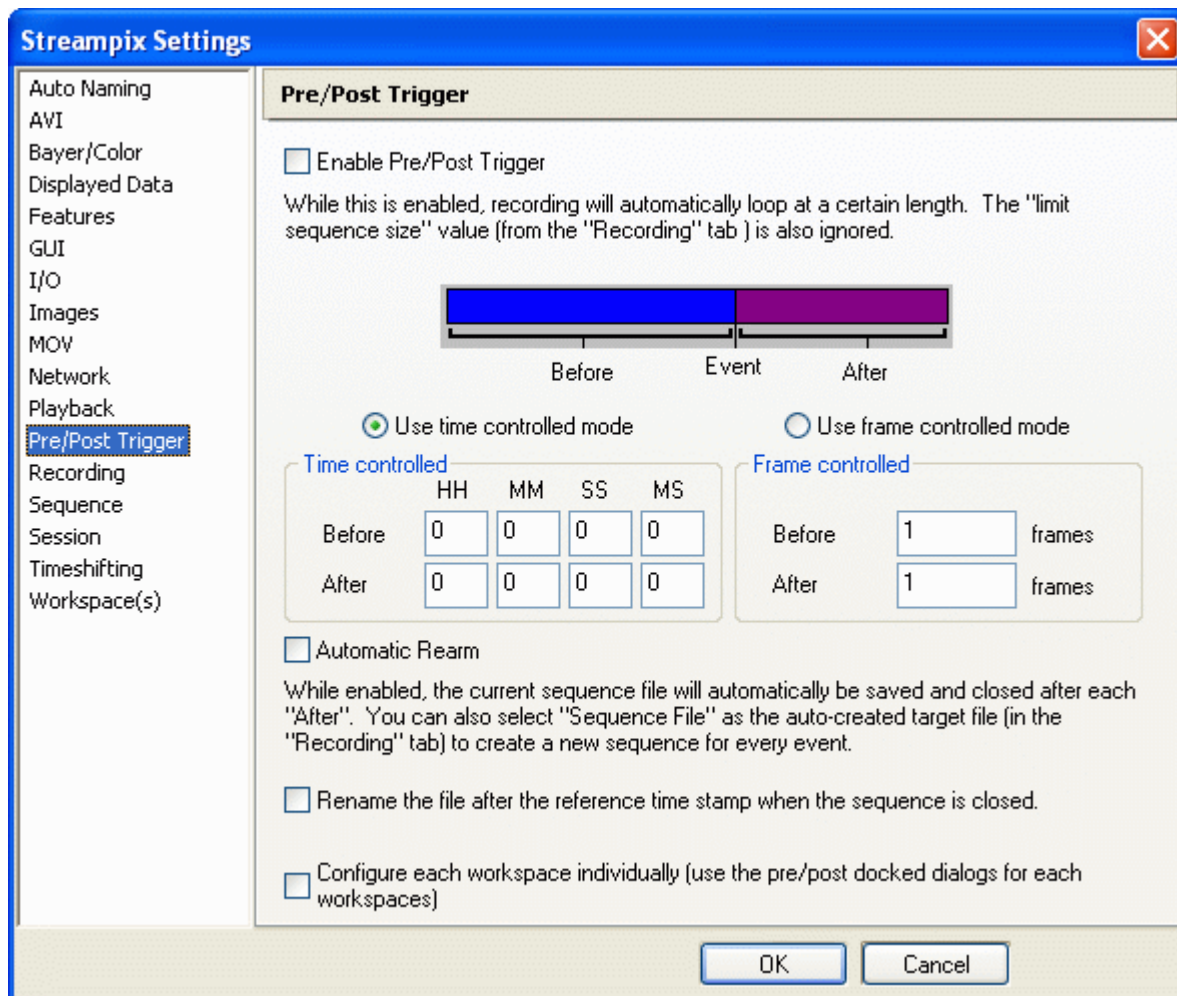 Streampix Settings
Auto Naming
AVI
Bayer/Color
Displayed Data
Features
GUI
I/O
Images
MOV
Network
Playback
Pre/Post Trigger
Recording
Sequence
Session
Timeshifting
Workspace(s)
Pre/Post Trigger
Enable Pre/Post Trigger
While this is enabled, recording will automatically loop at a certain length. The "limit
sequence size" value (from the "Recording" tab ) is also ignored.
Before Event After
Use time controlled mode
Use frame controlled mode
Time controlled
HH MM SS MS
Before 0 0 0 0
After 0 0 0 0
Frame controlled
Before 1 frames
After 1 frames
Automatic Rearm
While enabled, the current sequence file will automatically be saved and closed after each
"After". You can also select "Sequence File" as the auto-created target file (in the
"Recording" tab) to create a new sequence for every event.
Rename the file after the reference time stamp when the sequence is closed.
Configure each workspace individually (use the pre/post docked dialogs for each
workspaces)
OK Cancel